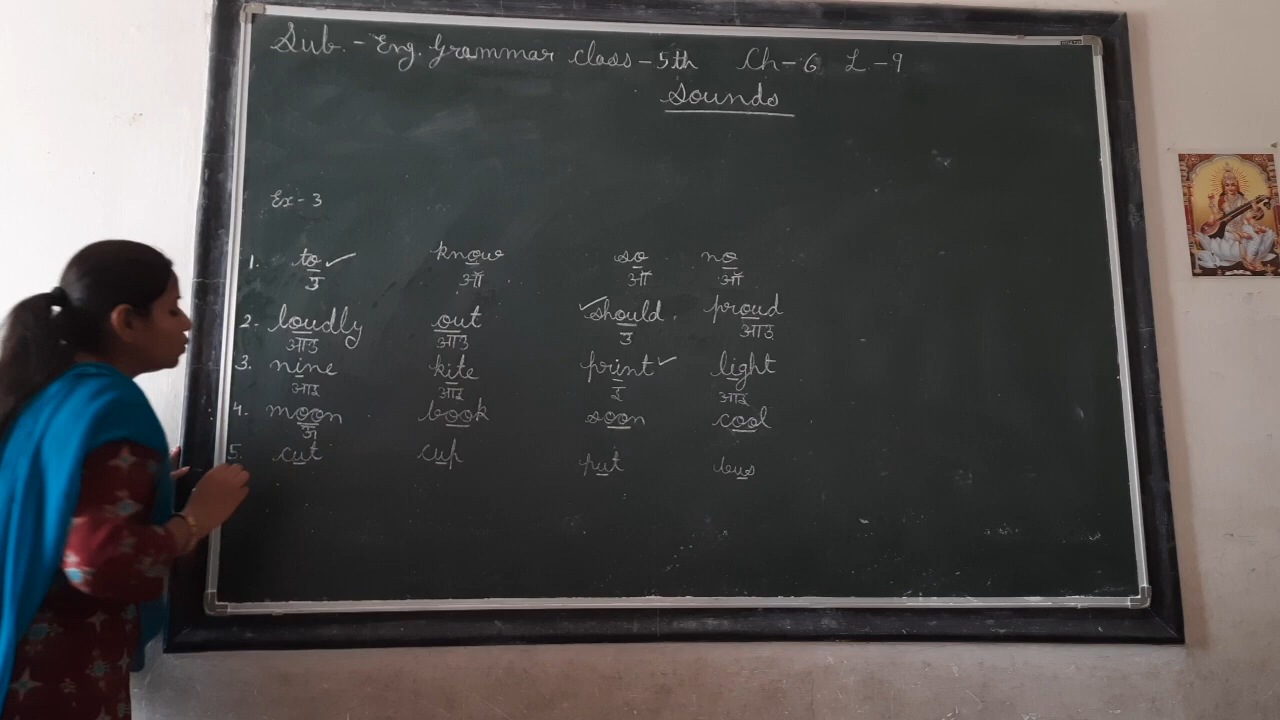 Sub. - Eng. Grammar class - 5th Ch - 6 L. - 9
Sounds
Ex - 3
1. to ✓ know so no
उ ऑ ऑ ऑ
2. loudly out ✓should. proud
आउ आउ उ आउ
3. nine kite print ✓ light
आइ आइ इ आइ
4. moon book soon cool
ऊ
5. cut cup put bus